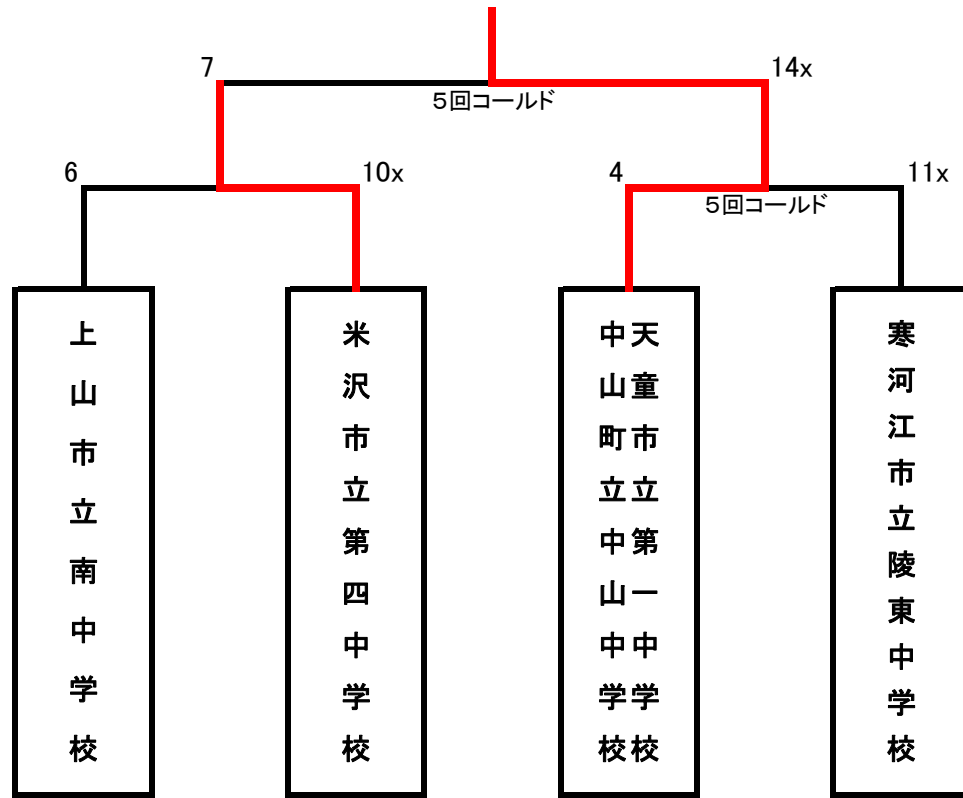 7
14x
５回コールド
6
10x
4
11x
５回コールド
上山市立南中学校
米沢市立第四中学校
天童市立第一中学校
中山町立中山中学校
寒河江市立陵東中学校